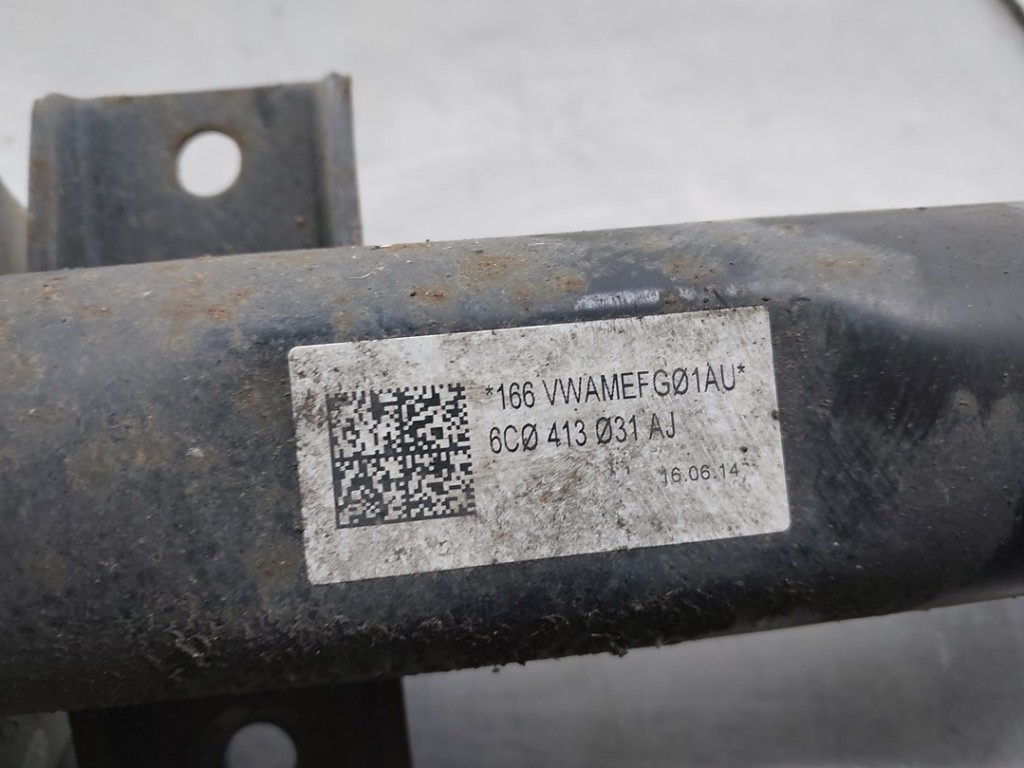 *166 VWAMEFGØ1AU*
6CØ 413 Ø31 AJ
16.06.14